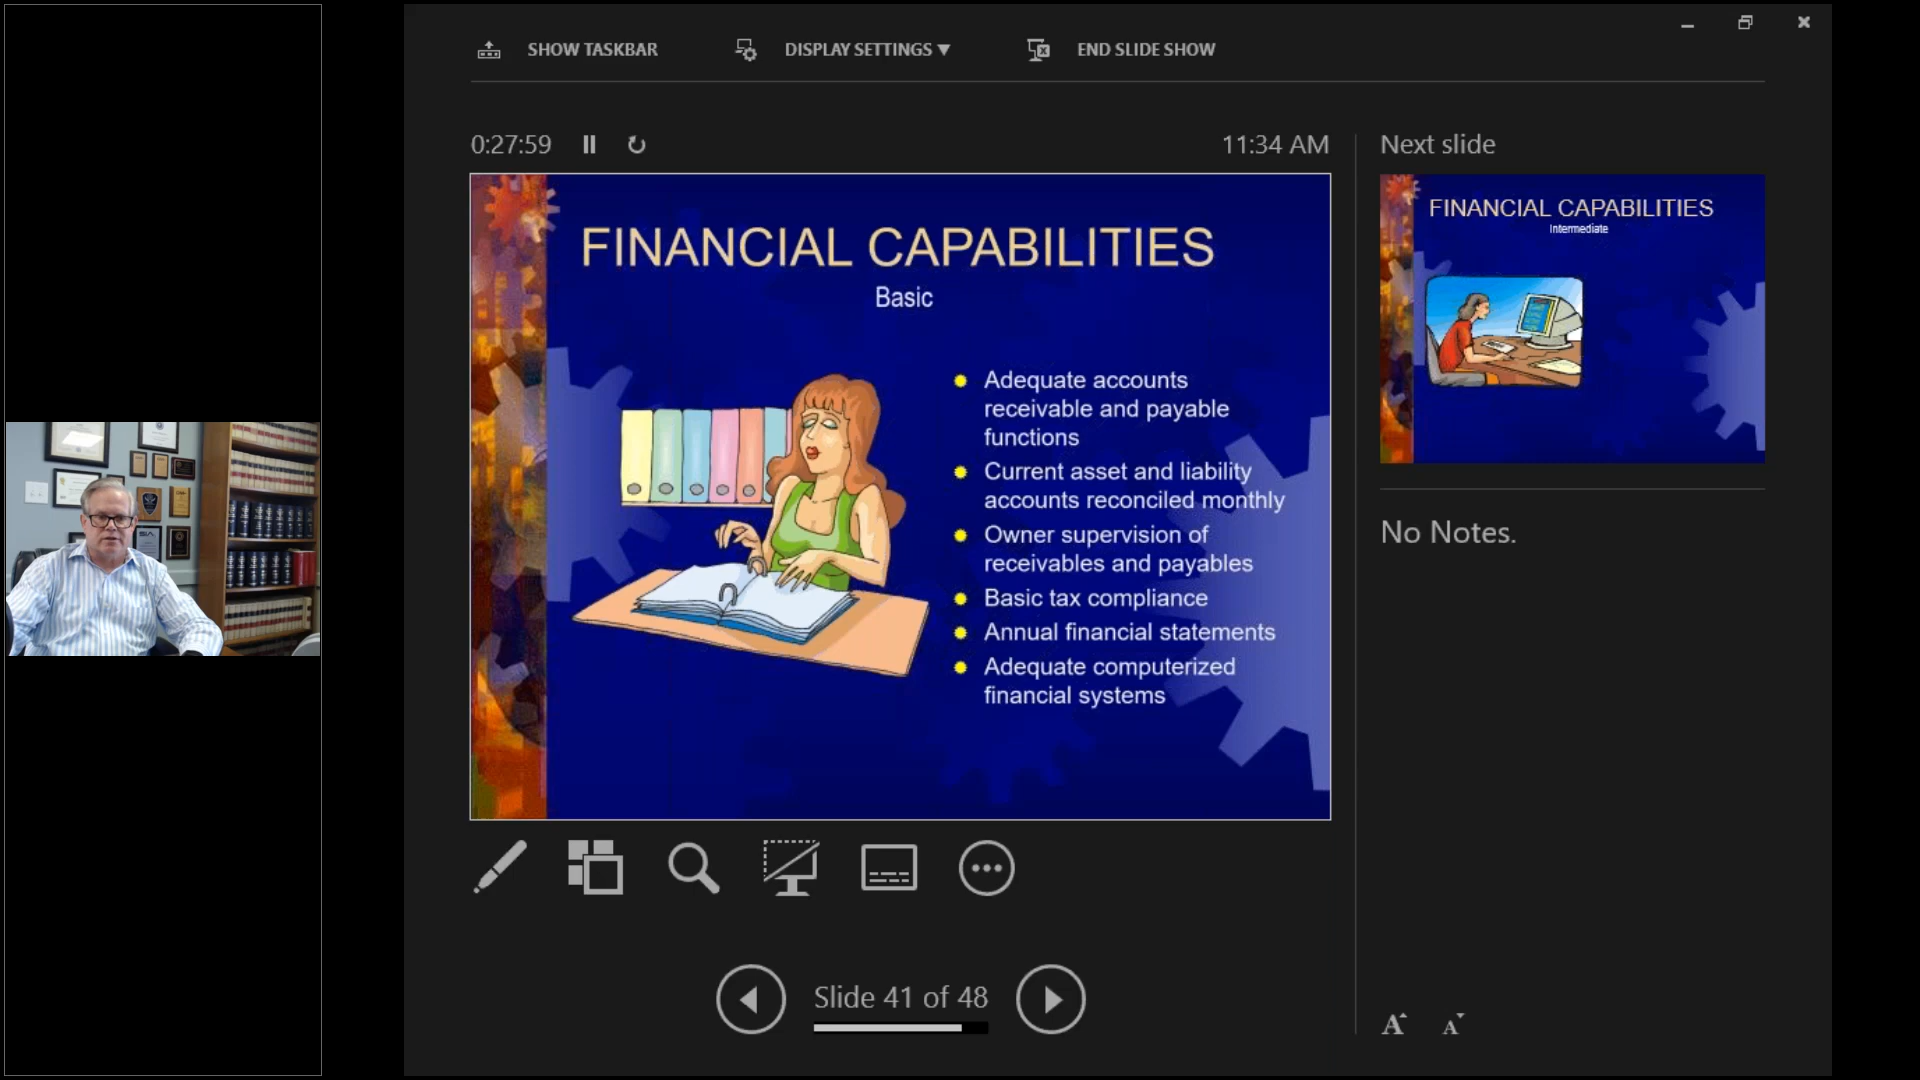 SHOW TASKBAR
DISPLAY SETTINGS
END SLIDE SHOW
0:27:59
11:34 AM
Next slide
FINANCIAL CAPABILITIES
Basic
Adequate accounts
receivable and payable
functions
Current asset and liability
accounts reconciled monthly
Owner supervision of
receivables and payables
Basic tax compliance
Annual financial statements
Adequate computerized
financial systems
FINANCIAL CAPABILITIES
Intermediate
No Notes.
Slide 41 of 48
A
A